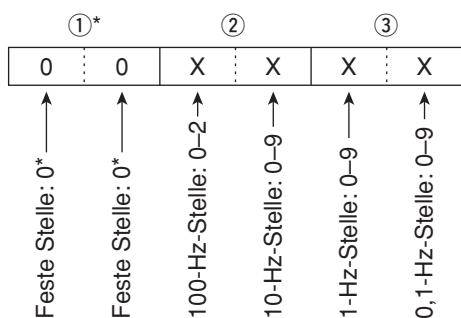 ①* ② ③
0 0 X X X X
Feste Stelle: 0*
Feste Stelle: 0*
100-Hz-Stelle: 0–2
10-Hz-Stelle: 0–9
1-Hz-Stelle: 0–9
0,1-Hz-Stelle: 0–9